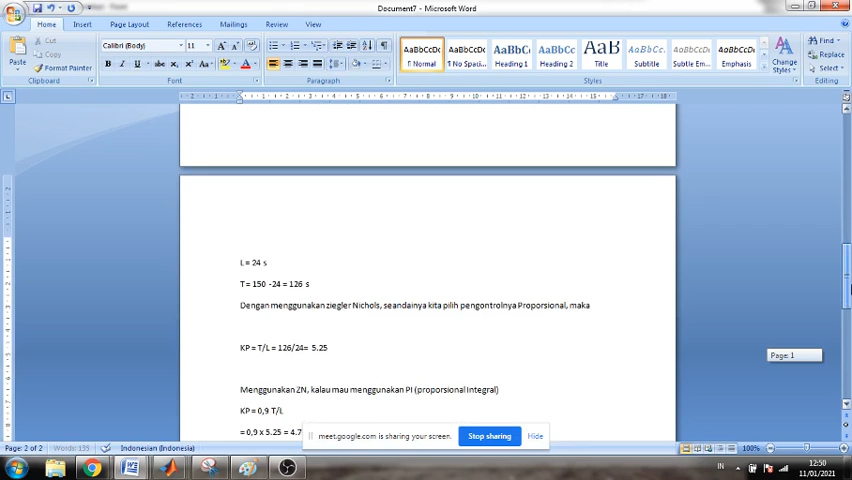 Document7 - Microsoft Word
Home Insert Page Layout References Mailings Review View
Paste
Cut
Copy
Format Painter
Clipboard
Calibri (Body) 11
Font
Paragraph
AaBbCcDc AaBbCcDc AaBbCc AaBbCc AaB AaBbCc. AaBbCcDc AaBbCcDc
¶ Normal ¶ No Spaci... Heading 1 Heading 2 Title Subtitle Subtle Em... Emphasis
Change Styles
Styles
Find
Replace
Select
Editing
L = 24 s
T = 150 -24 = 126 s
Dengan menggunakan ziegler Nichols, seandainya kita pilih pengontrolnya Proporsional, maka
KP = T/L = 126/24= 5.25
Page: 1
Menggunakan ZN, kalau mau menggunakan PI (proporsional Integral)
KP = 0,9 T/L
= 0,9 x 5.25 = 4.7
meet.google.com is sharing your screen. Stop sharing Hide
Page: 2 of 2 Words: 135 Indonesian (Indonesia) 100%
IN 12:50
11/01/2021